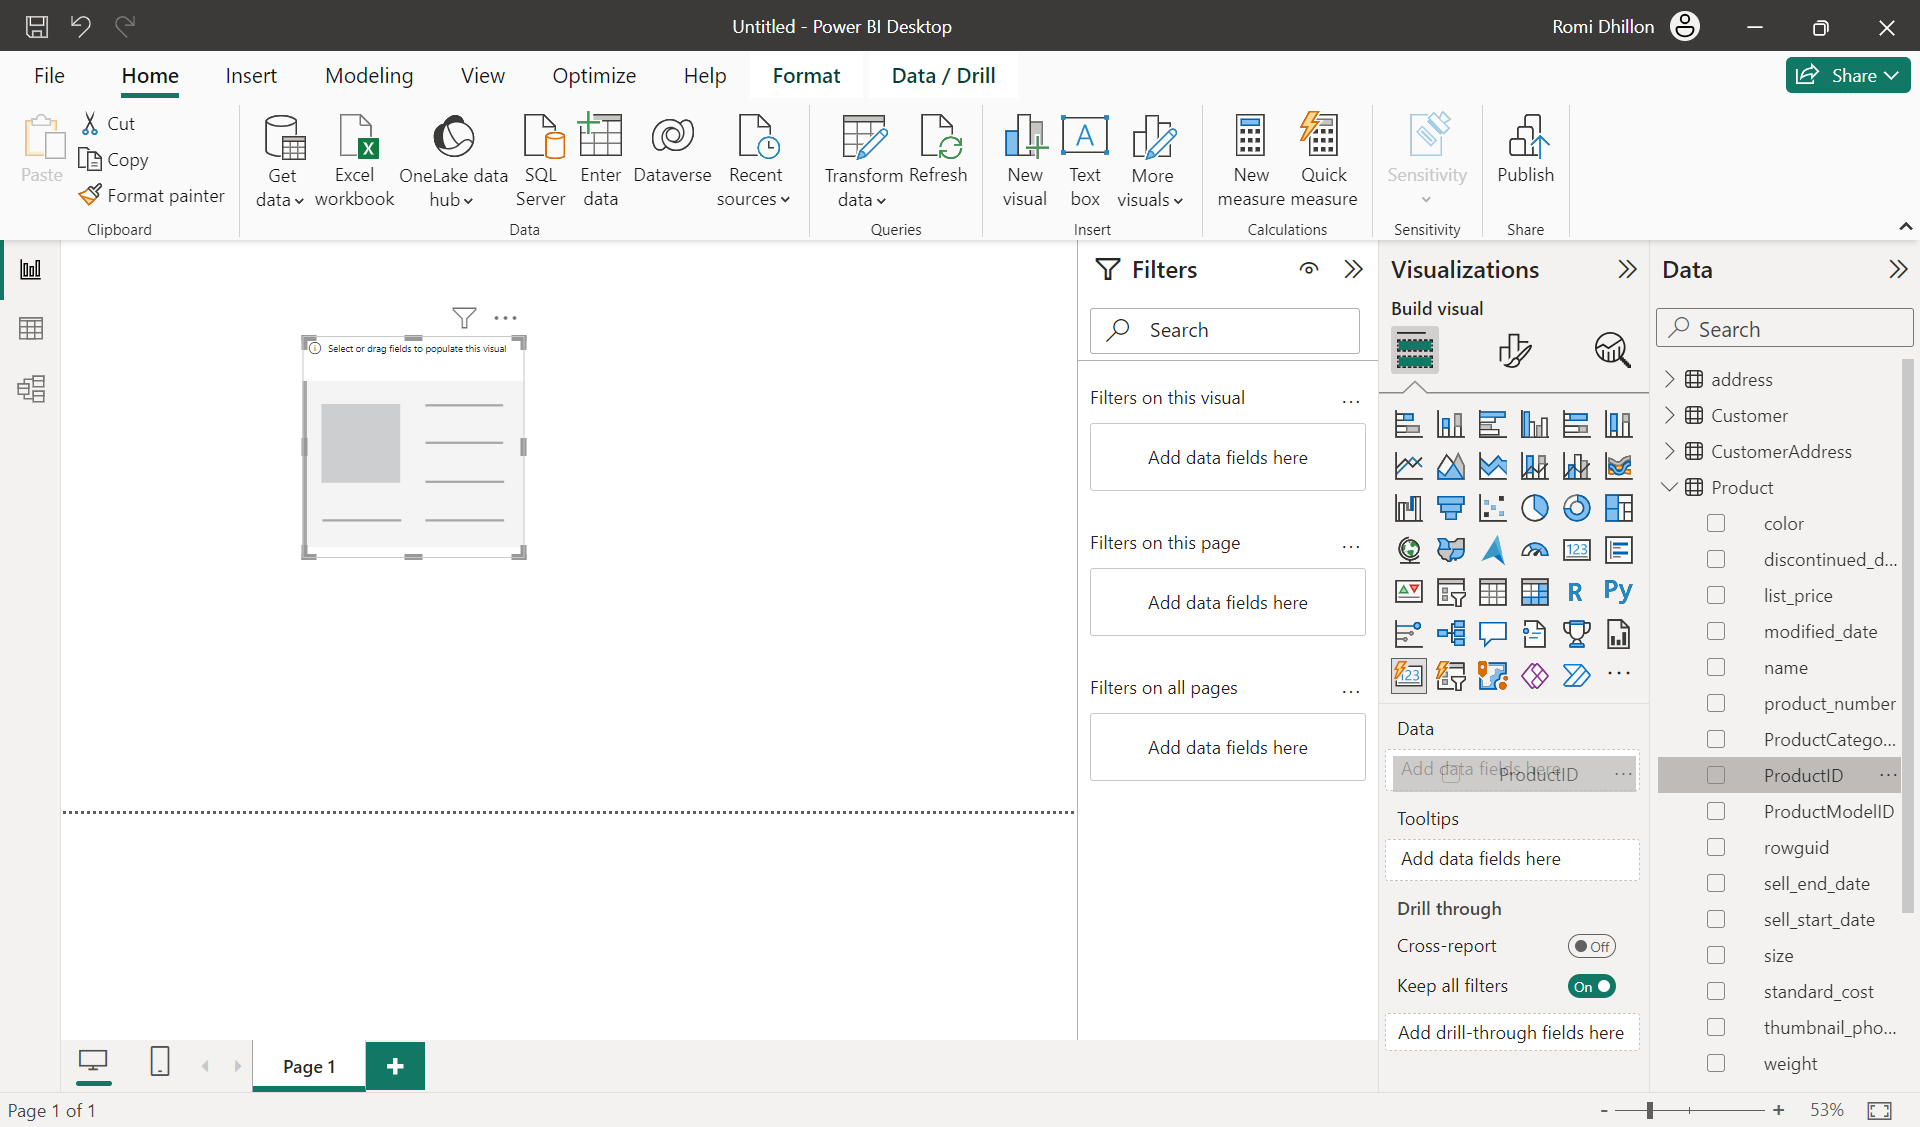 Untitled - Power BI Desktop
Romi Dhillon
File Home Insert Modeling View Optimize Help Format Data / Drill
Share
Paste
Cut
Copy
Format painter
Clipboard
Get data
Excel workbook
OneLake data hub
SQL Server
Enter data
Dataverse
Recent sources
Data
Transform data
Refresh
Queries
New visual
Text box
More visuals
Insert
New measure
Quick measure
Calculations
Sensitivity
Sensitivity
Publish
Share
Select or drag fields to populate this visual
Filters
Search
Filters on this visual
Add data fields here
Filters on this page
Add data fields here
Filters on all pages
Add data fields here
Visualizations
Build visual
123
R
Py
123
Data
Add data fields here
ProductID
Tooltips
Add data fields here
Drill through
Cross-report
Off
Keep all filters
On
Add drill-through fields here
Data
Search
address
Customer
CustomerAddress
Product
color
discontinued_d...
list_price
modified_date
name
product_number
ProductCatego...
ProductID
ProductModelID
rowguid
sell_end_date
sell_start_date
size
standard_cost
thumbnail_pho...
weight
Page 1
+
Page 1 of 1
- + 53%